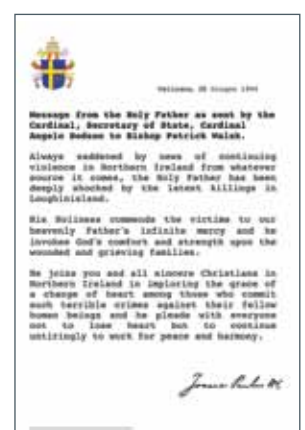 Vaticano, 20 Giugno 1994
Message from the Holy Father as sent by the
Cardinal, Secretary of State, Cardinal
Angelo Sodano to Bishop Patrick Walsh.
Always saddened by news of continuing
violence in Northern Ireland from whatever
source it comes, the Holy Father has been
deeply shocked by the latest killings in
Loughinisland.
His Holiness commends the victims to our
heavenly Father's infinite mercy and he
invokes God's comfort and strength upon the
wounded and grieving families.
He joins you and all sincere Christians in
Northern Ireland in imploring the grace of
a change of heart among those who commit
such terrible crimes against their fellow
human beings and he pleads with everyone
not to lose heart but to continue
untiringly to work for peace and harmony.